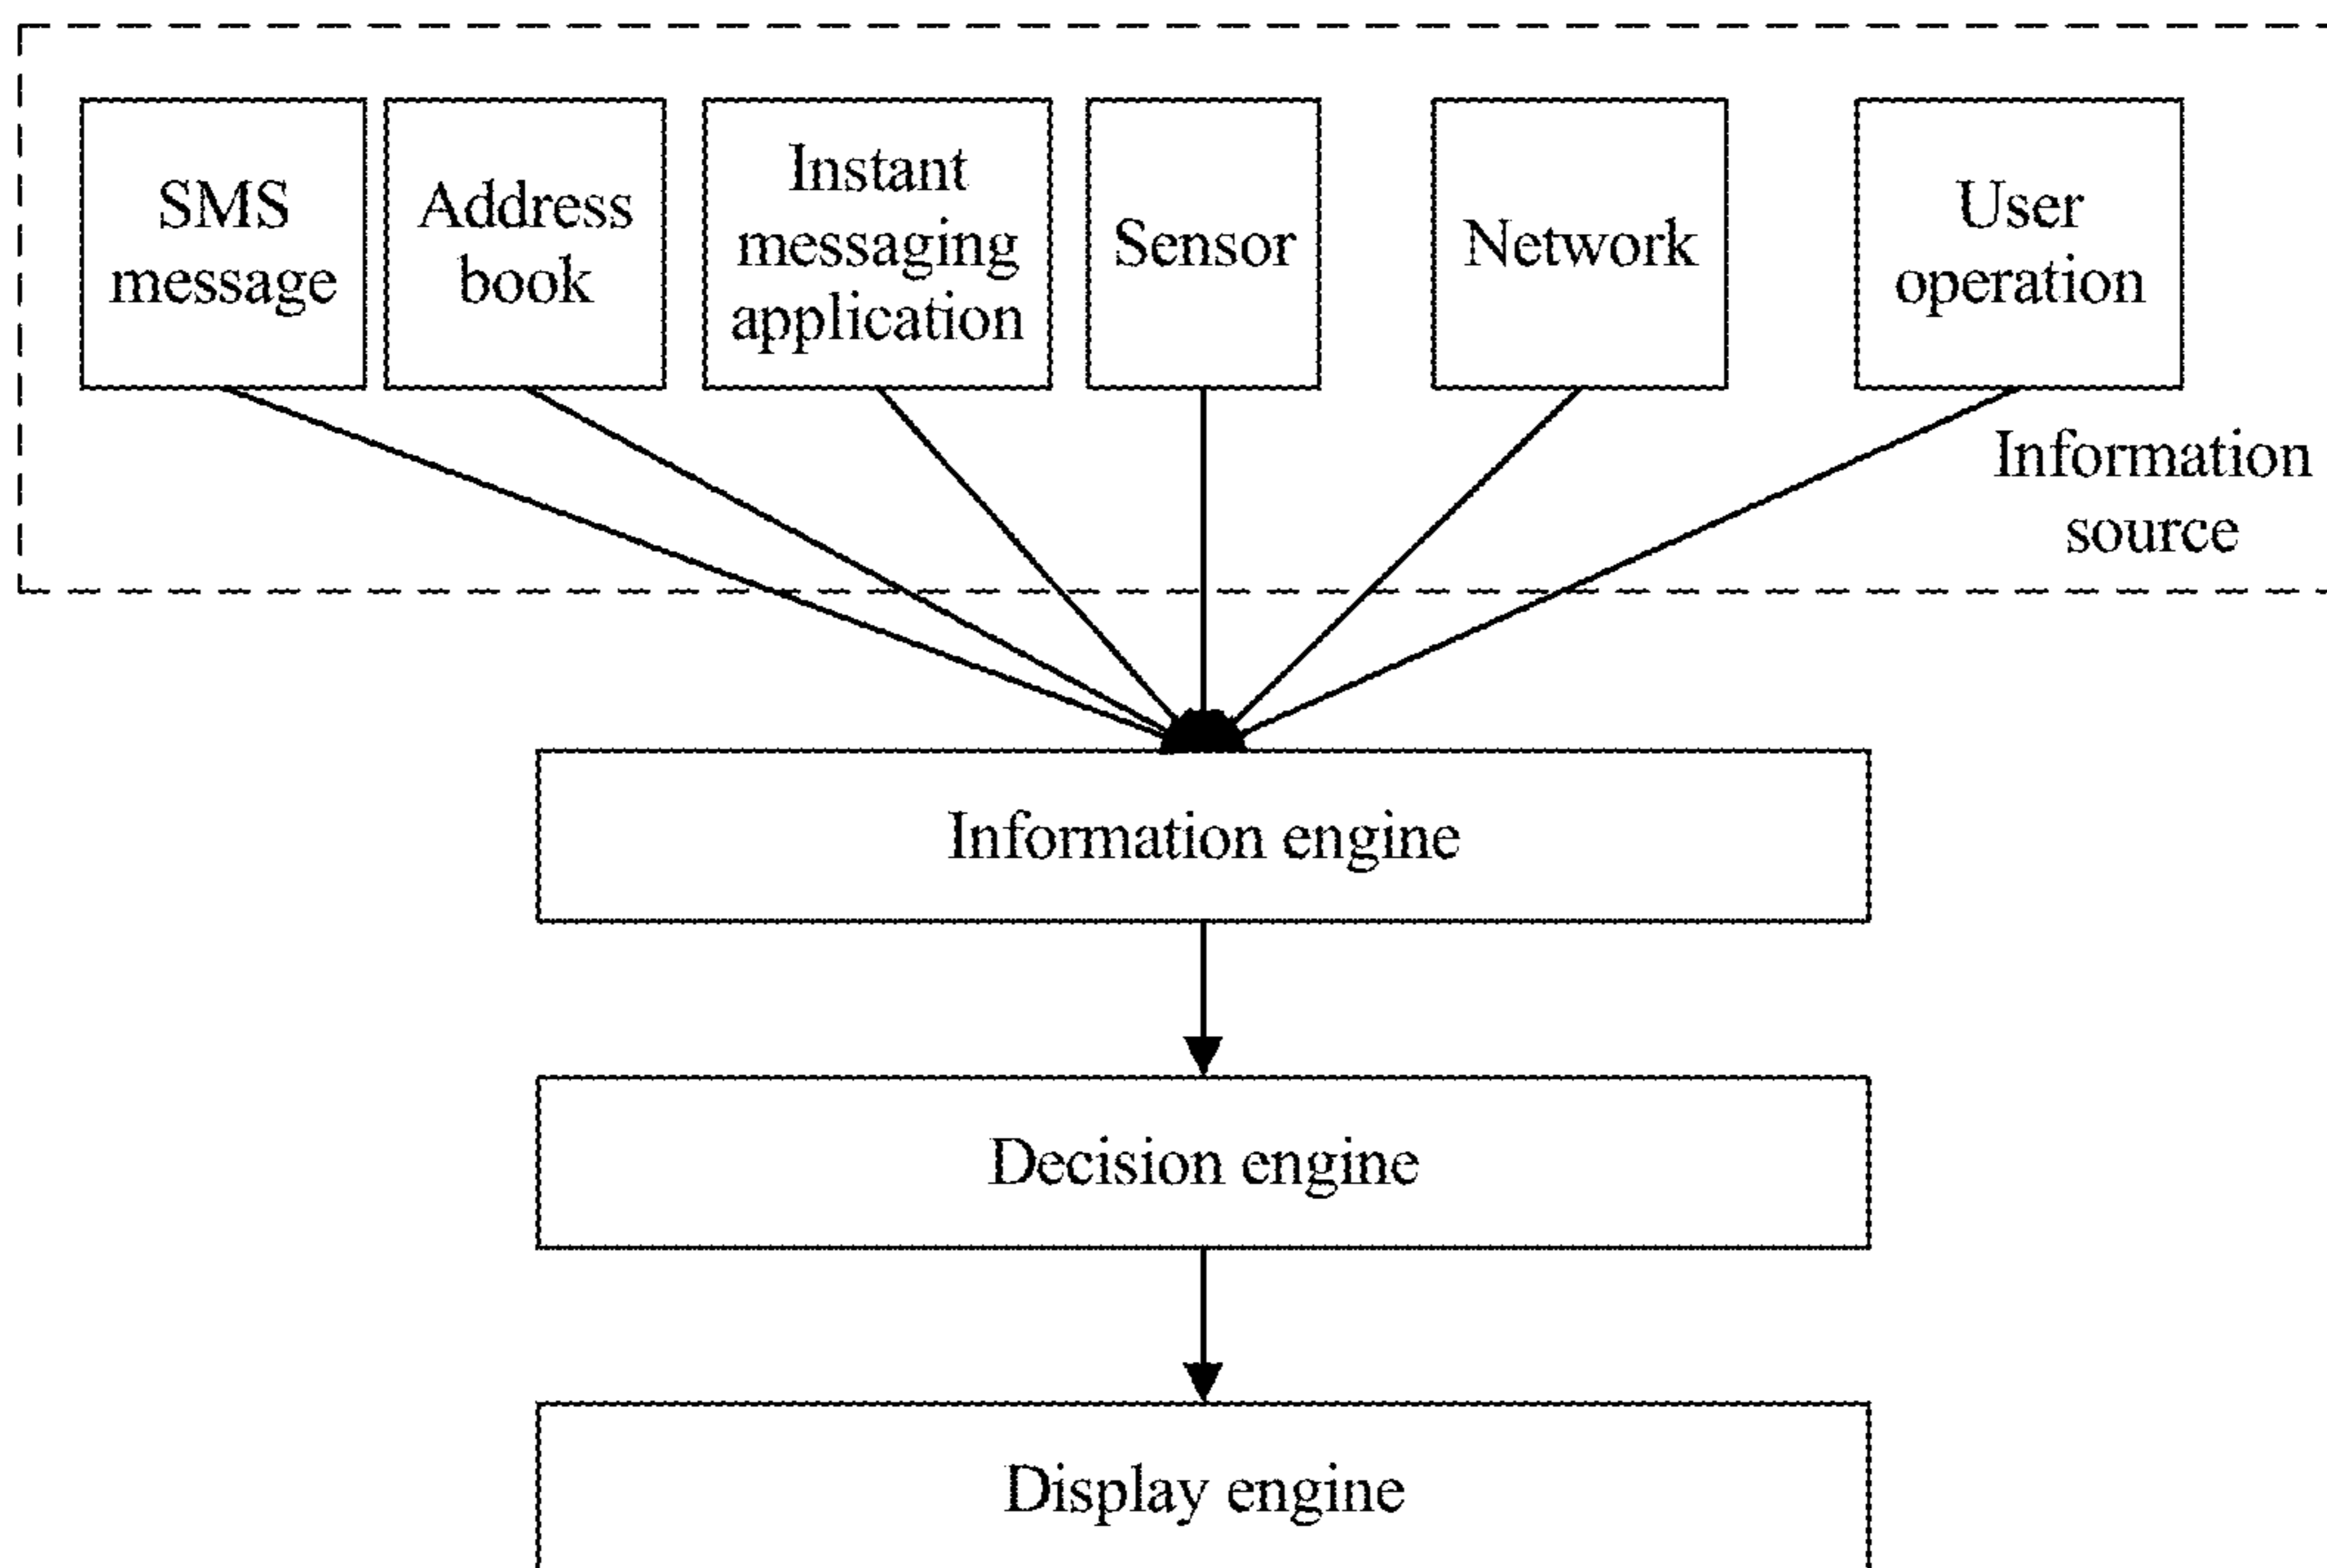 SMS
message
Address
book
Instant
messaging
application
Sensor
Network
User
operation
Information
source
Information engine
Decision engine
Display engine